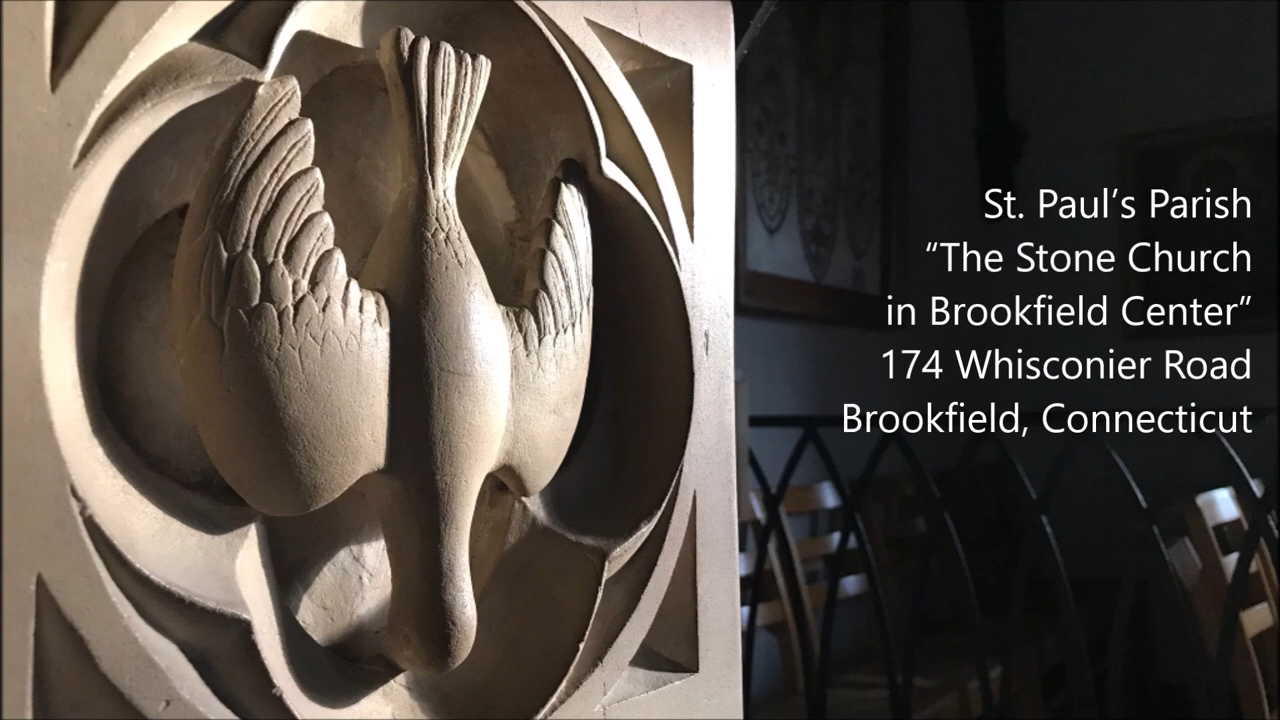 St. Paul’s Parish
“The Stone Church
in Brookfield Center”
174 Whisconier Road
Brookfield, Connecticut